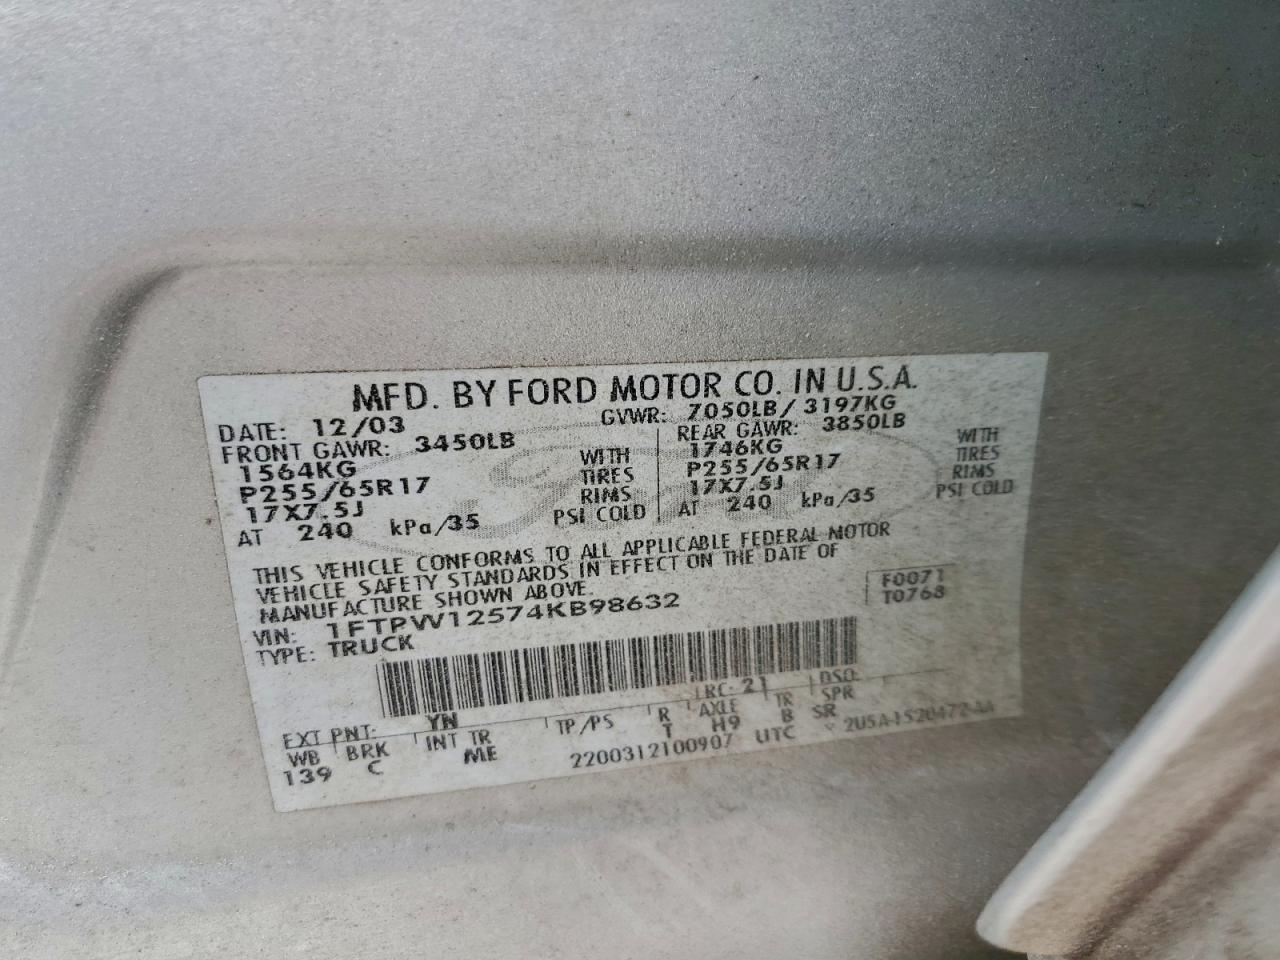 MFD. BY FORD MOTOR CO. IN U.S.A.
DATE: 12/03 GVWR: 7050LB/ 3197KG
FRONT GAWR: 3450LB REAR GAWR: 3850LB
1564KG WITH 1746KG WITH
P255/65R17 TIRES P255/65R17 TIRES
17X7.5J RIMS 17X7.5J RIMS
AT 240 kPa/35 PSI COLD AT 240 kPa/35 PSI COLD
THIS VEHICLE CONFORMS TO ALL APPLICABLE FEDERAL MOTOR
VEHICLE SAFETY STANDARDS IN EFFECT ON THE DATE OF
MANUFACTURE SHOWN ABOVE.
VIN: 1FTPW12574KB98632 F0071
TYPE: TRUCK T0768
EXT PNT: YN RC: 21 DSO:
WB BRK INT TR TP/PS R AXLE TR SPR
139 C ME T H9 B SR
2200312100907 UTC